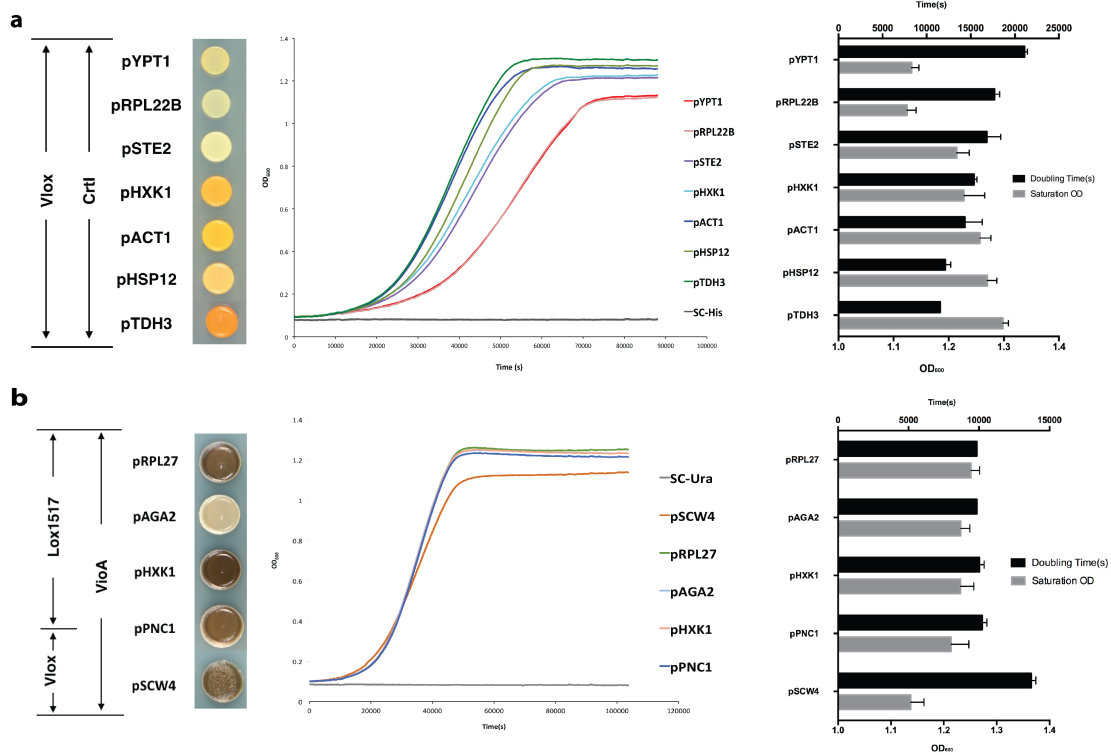 a
Vlox
CrtI
pYPT1
pRPL22B
pSTE2
pHXK1
pACT1
pHSP12
pTDH3
OD₆₀₀
1.4
1.2
1
0.8
0.6
0.4
0.2
0
0 10000 20000 30000 40000 50000 60000 70000 80000 90000 100000
Time (s)
pYPT1
pRPL22B
pSTE2
pHXK1
pACT1
pHSP12
pTDH3
SC-His
Time(s)
0 5000 10000 15000 20000 25000
pYPT1
pRPL22B
pSTE2
pHXK1
pACT1
pHSP12
pTDH3
Doubling Time(s)
Saturation OD
1.0 1.1 1.2 1.3 1.4
OD₆₀₀
b
Lox1517
Vlox
VioA
pRPL27
pAGA2
pHXK1
pPNC1
pSCW4
OD₆₀₀
1.4
1.2
1
0.8
0.6
0.4
0.2
0
0 20000 40000 60000 80000 100000 120000
Time(s)
SC-Ura
pSCW4
pRPL27
pAGA2
pHXK1
pPNC1
Time(s)
0 5000 10000 15000
pRPL27
pAGA2
pHXK1
pPNC1
pSCW4
Doubling Time(s)
Saturation OD
1.0 1.1 1.2 1.3 1.4
OD₆₀₀